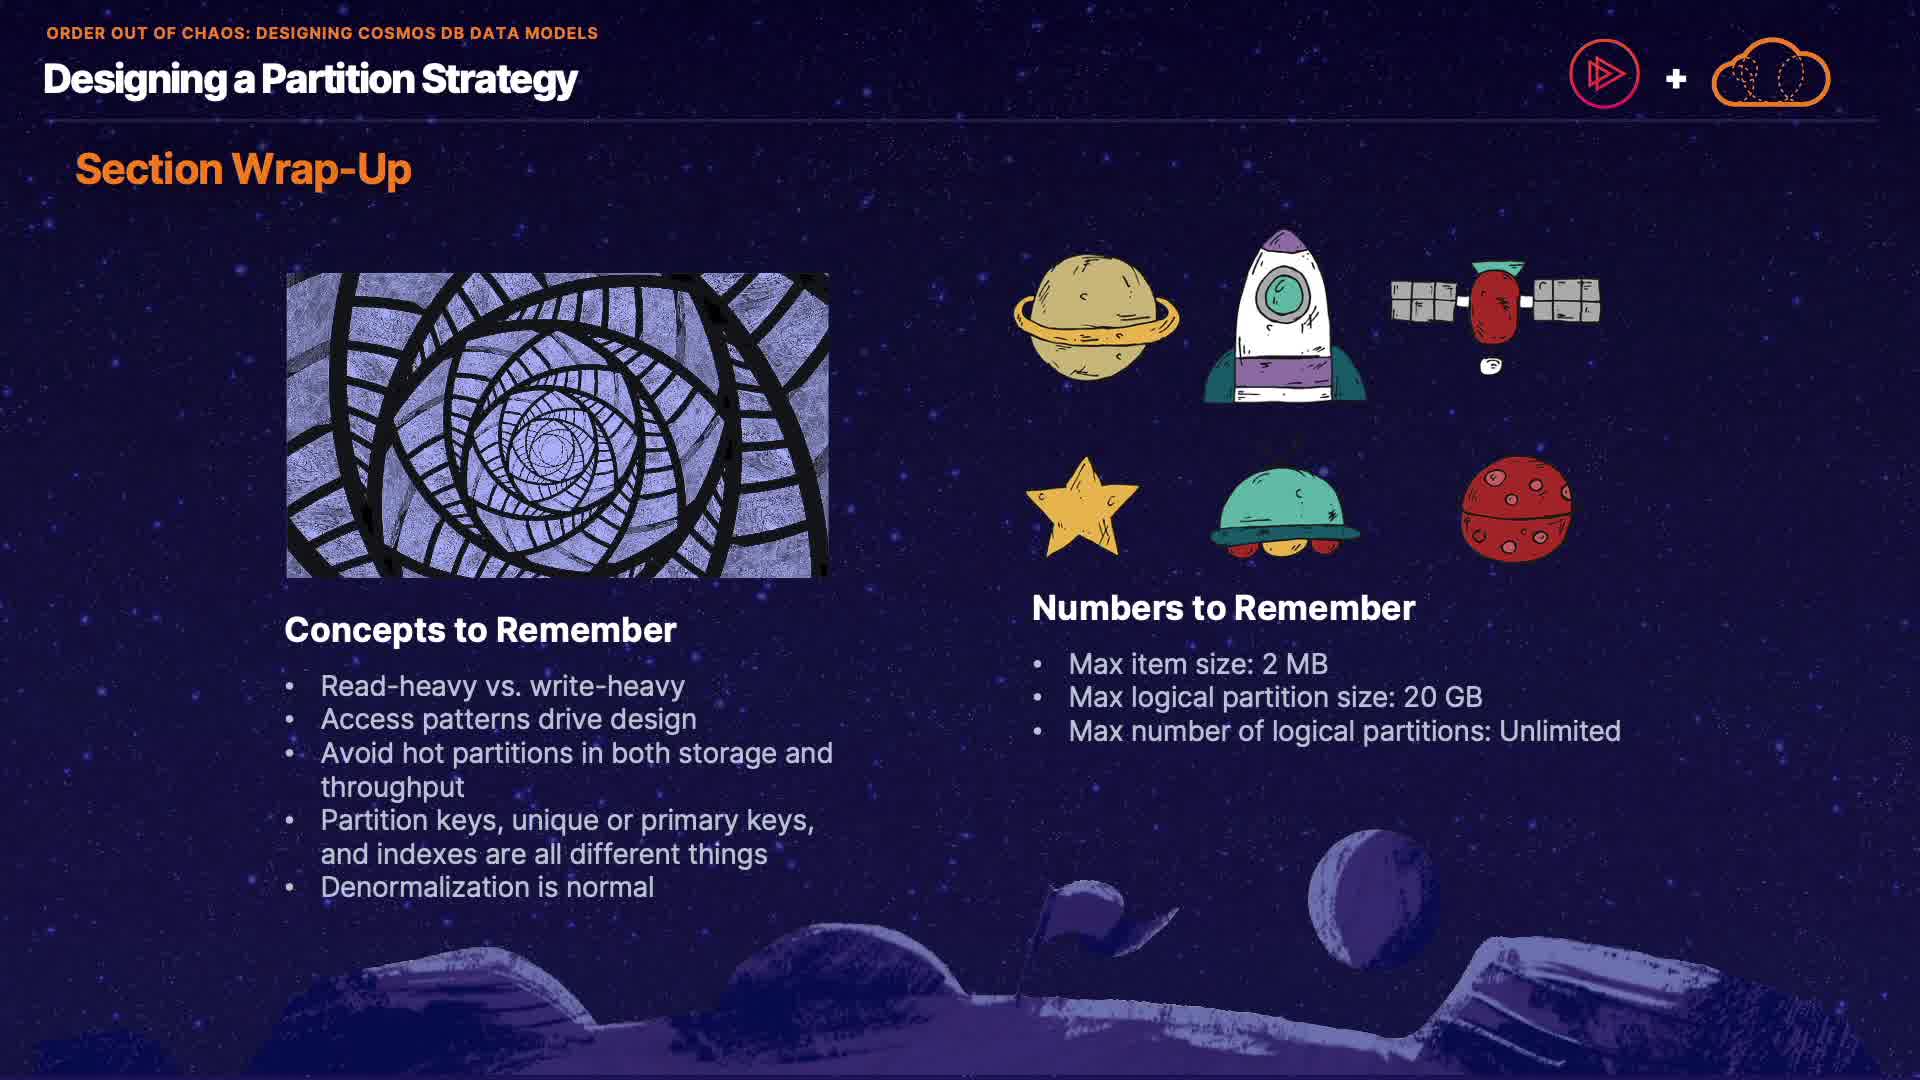 ORDER OUT OF CHAOS: DESIGNING COSMOS DB DATA MODELS
Designing a Partition Strategy
+
Section Wrap-Up
Concepts to Remember
• Read-heavy vs. write-heavy
• Access patterns drive design
• Avoid hot partitions in both storage and
throughput
• Partition keys, unique or primary keys,
and indexes are all different things
• Denormalization is normal
Numbers to Remember
• Max item size: 2 MB
• Max logical partition size: 20 GB
• Max number of logical partitions: Unlimited